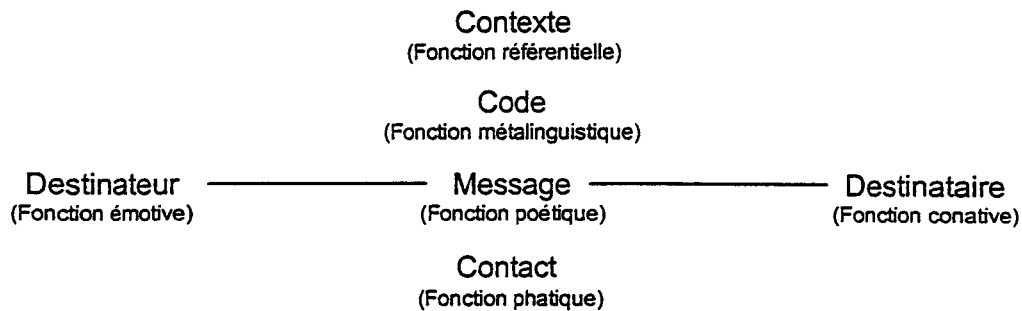 Contexte
(Fonction référentielle)
Code
(Fonction métalinguistique)
Destinateur
(Fonction émotive)
Message
(Fonction poétique)
Destinataire
(Fonction conative)
Contact
(Fonction phatique)